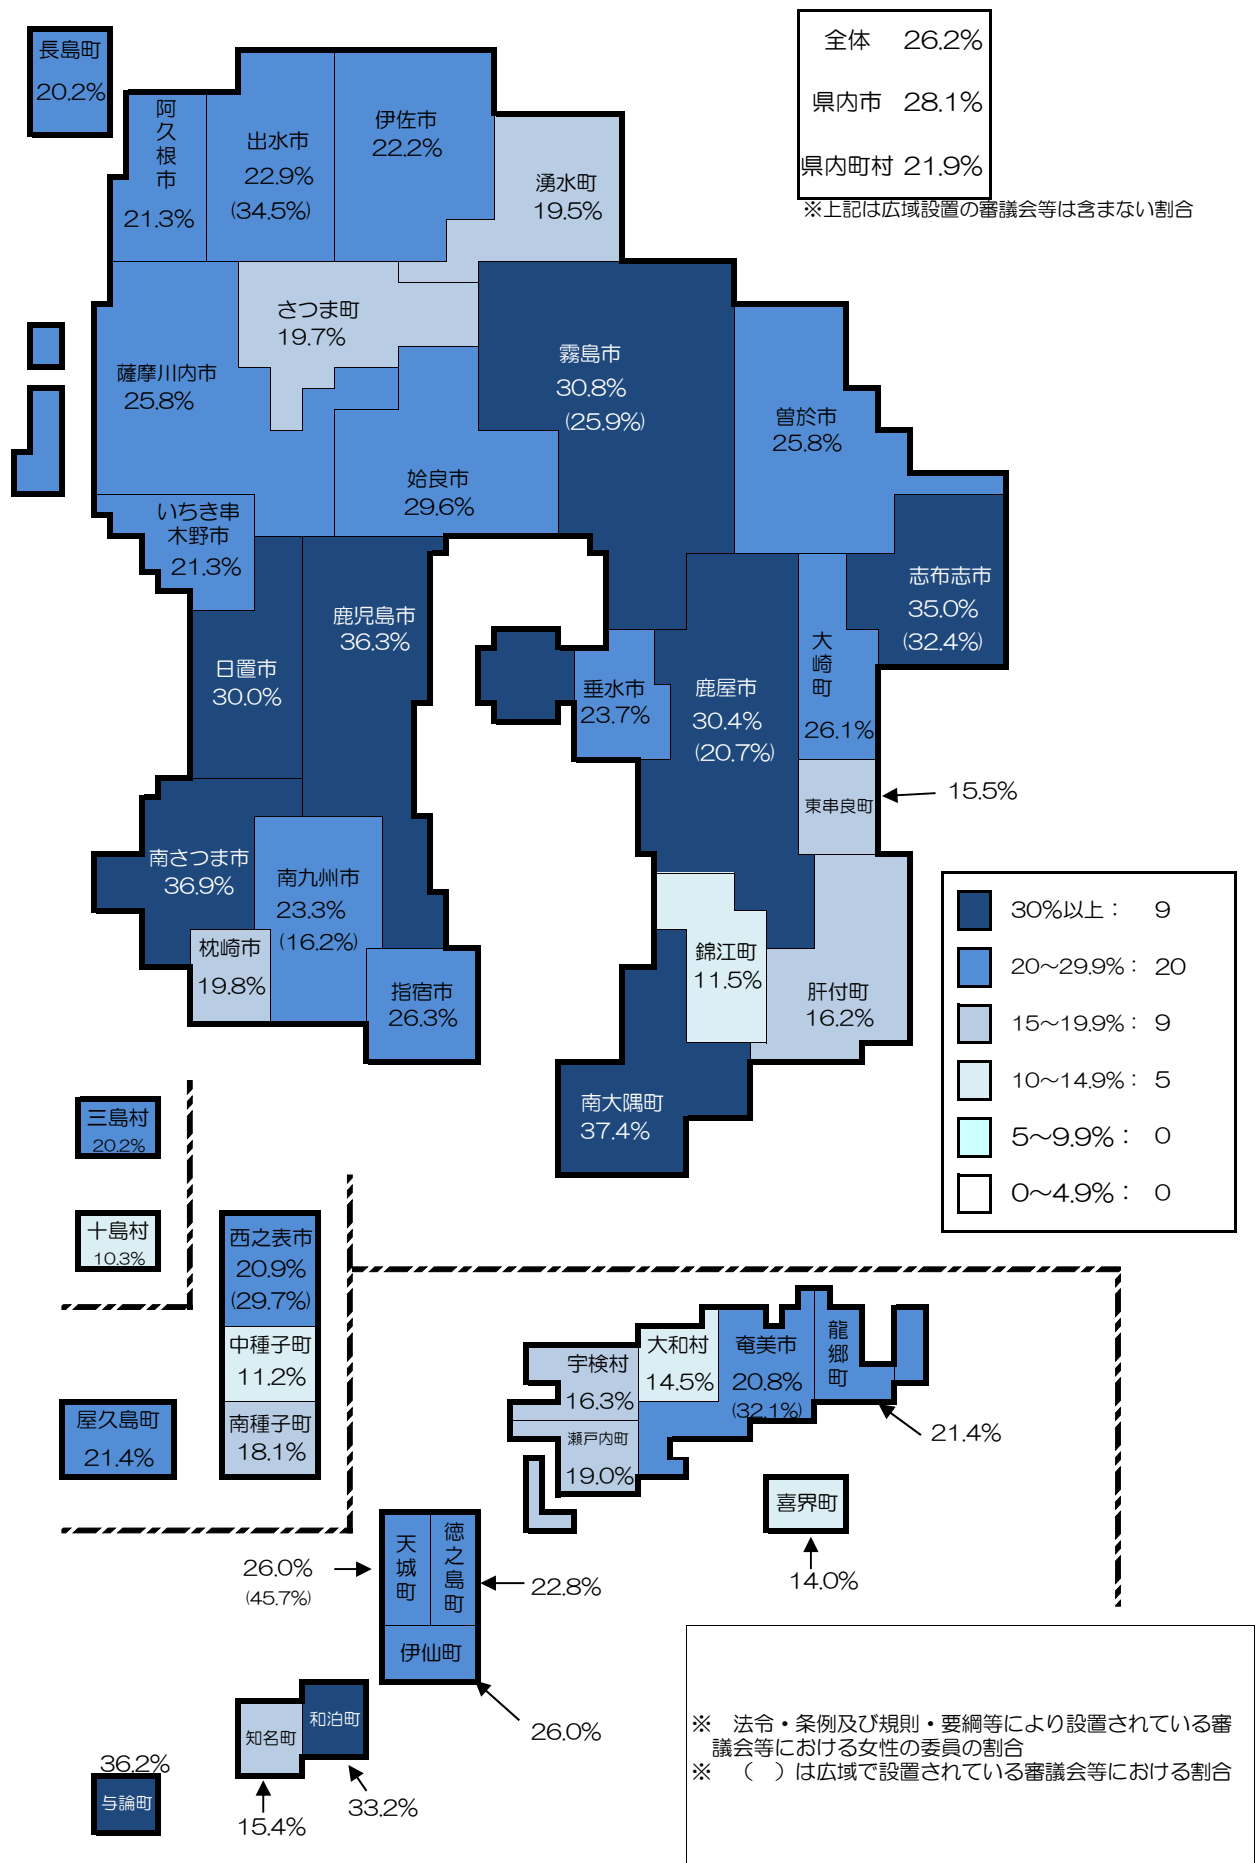 全体 26.2%
県内市 28.1%
県内町村 21.9%
※上記は広域設置の審議会等は含まない割合
長島町
20.2%
阿久根市
21.3%
出水市
22.9%
(34.5%)
伊佐市
22.2%
湧水町
19.5%
さつま町
19.7%
薩摩川内市
25.8%
霧島市
30.8%
(25.9%)
曽於市
25.8%
姶良市
29.6%
いちき串
木野市
21.3%
鹿児島市
36.3%
日置市
30.0%
志布志市
35.0%
(32.4%)
大崎町
26.1%
垂水市
23.7%
鹿屋市
30.4%
(20.7%)
東串良町
15.5%
南さつま市
36.9%
南九州市
23.3%
(16.2%)
枕崎市
19.8%
指宿市
26.3%
錦江町
11.5%
肝付町
16.2%
南大隅町
37.4%
30%以上： 9
20～29.9%： 20
15～19.9%： 9
10～14.9%： 5
5～9.9%： 0
0～4.9%： 0
三島村
20.2%
十島村
10.3%
西之表市
20.9%
(29.7%)
中種子町
11.2%
南種子町
18.1%
屋久島町
21.4%
宇検村
16.3%
大和村
14.5%
奄美市
20.8%
(32.1%)
龍郷町
21.4%
瀬戸内町
19.0%
喜界町
14.0%
天城町
26.0%
(45.7%)
徳之島町
22.8%
伊仙町
26.0%
和泊町
33.2%
知名町
15.4%
36.2%
与論町
※ 法令・条例及び規則・要綱等により設置されている審
議会等における女性の委員の割合
※ （ ）は広域で設置されている審議会等における割合